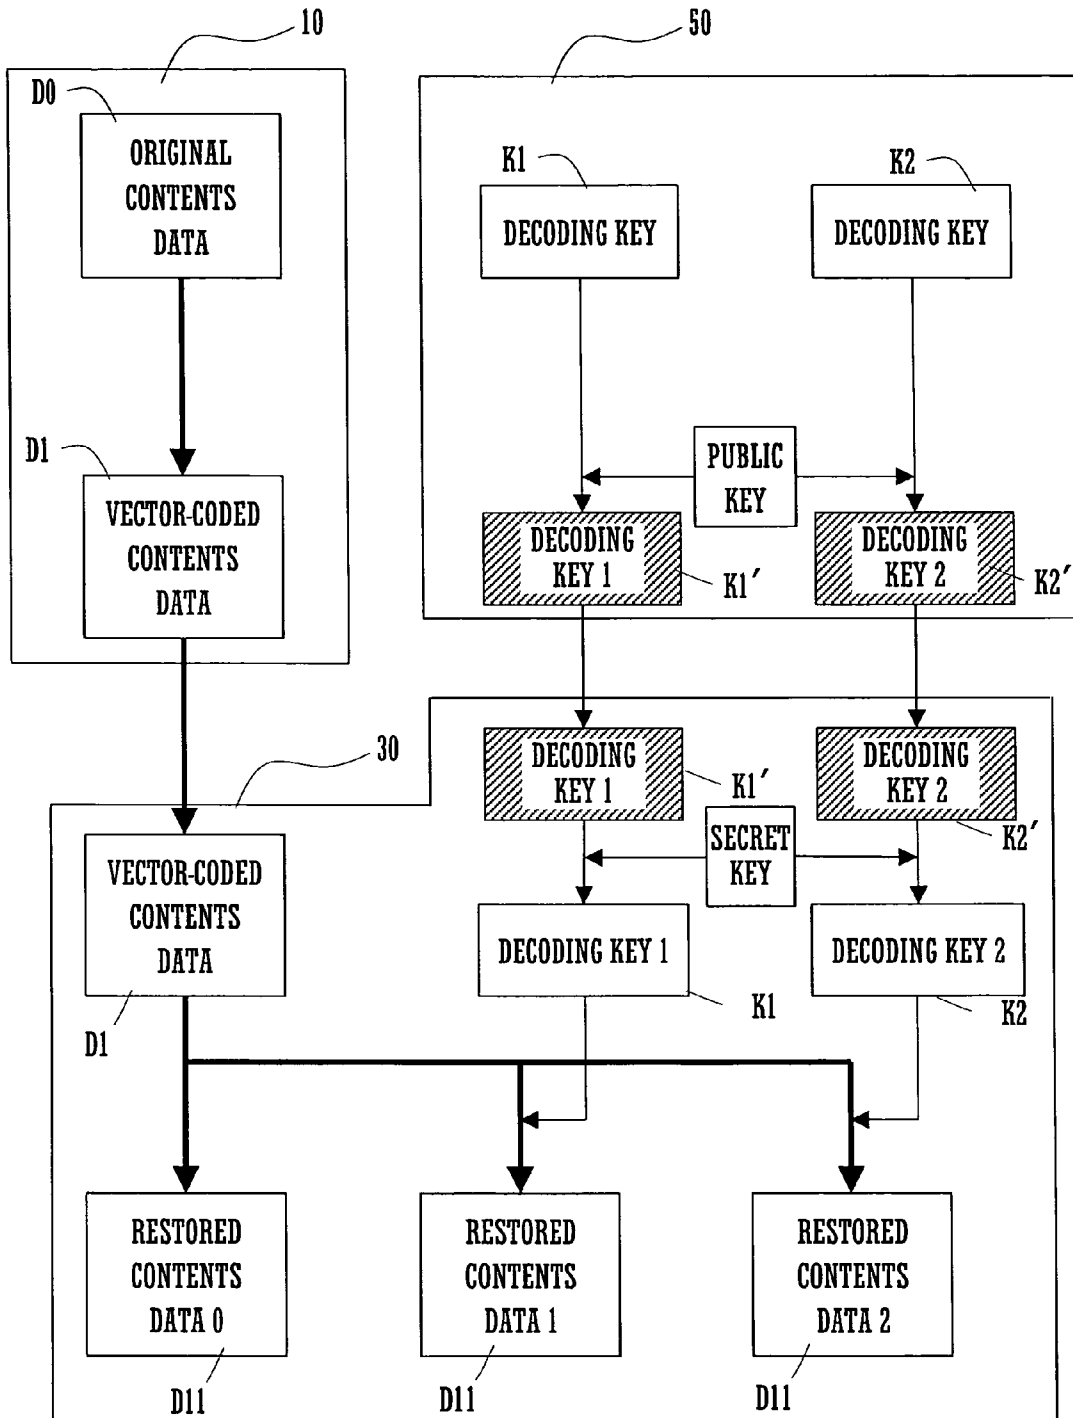 10
50
D0
ORIGINAL
CONTENTS
DATA
K1
DECODING KEY
K2
DECODING KEY
D1
VECTOR-CODED
CONTENTS
DATA
PUBLIC
KEY
DECODING
KEY 1
K1′
DECODING
KEY 2
K2′
30
DECODING
KEY 1
K1′
DECODING
KEY 2
K2′
SECRET
KEY
VECTOR-CODED
CONTENTS
DATA
D1
DECODING KEY 1
K1
DECODING KEY 2
K2
RESTORED
CONTENTS
DATA 0
D11
RESTORED
CONTENTS
DATA 1
D11
RESTORED
CONTENTS
DATA 2
D11